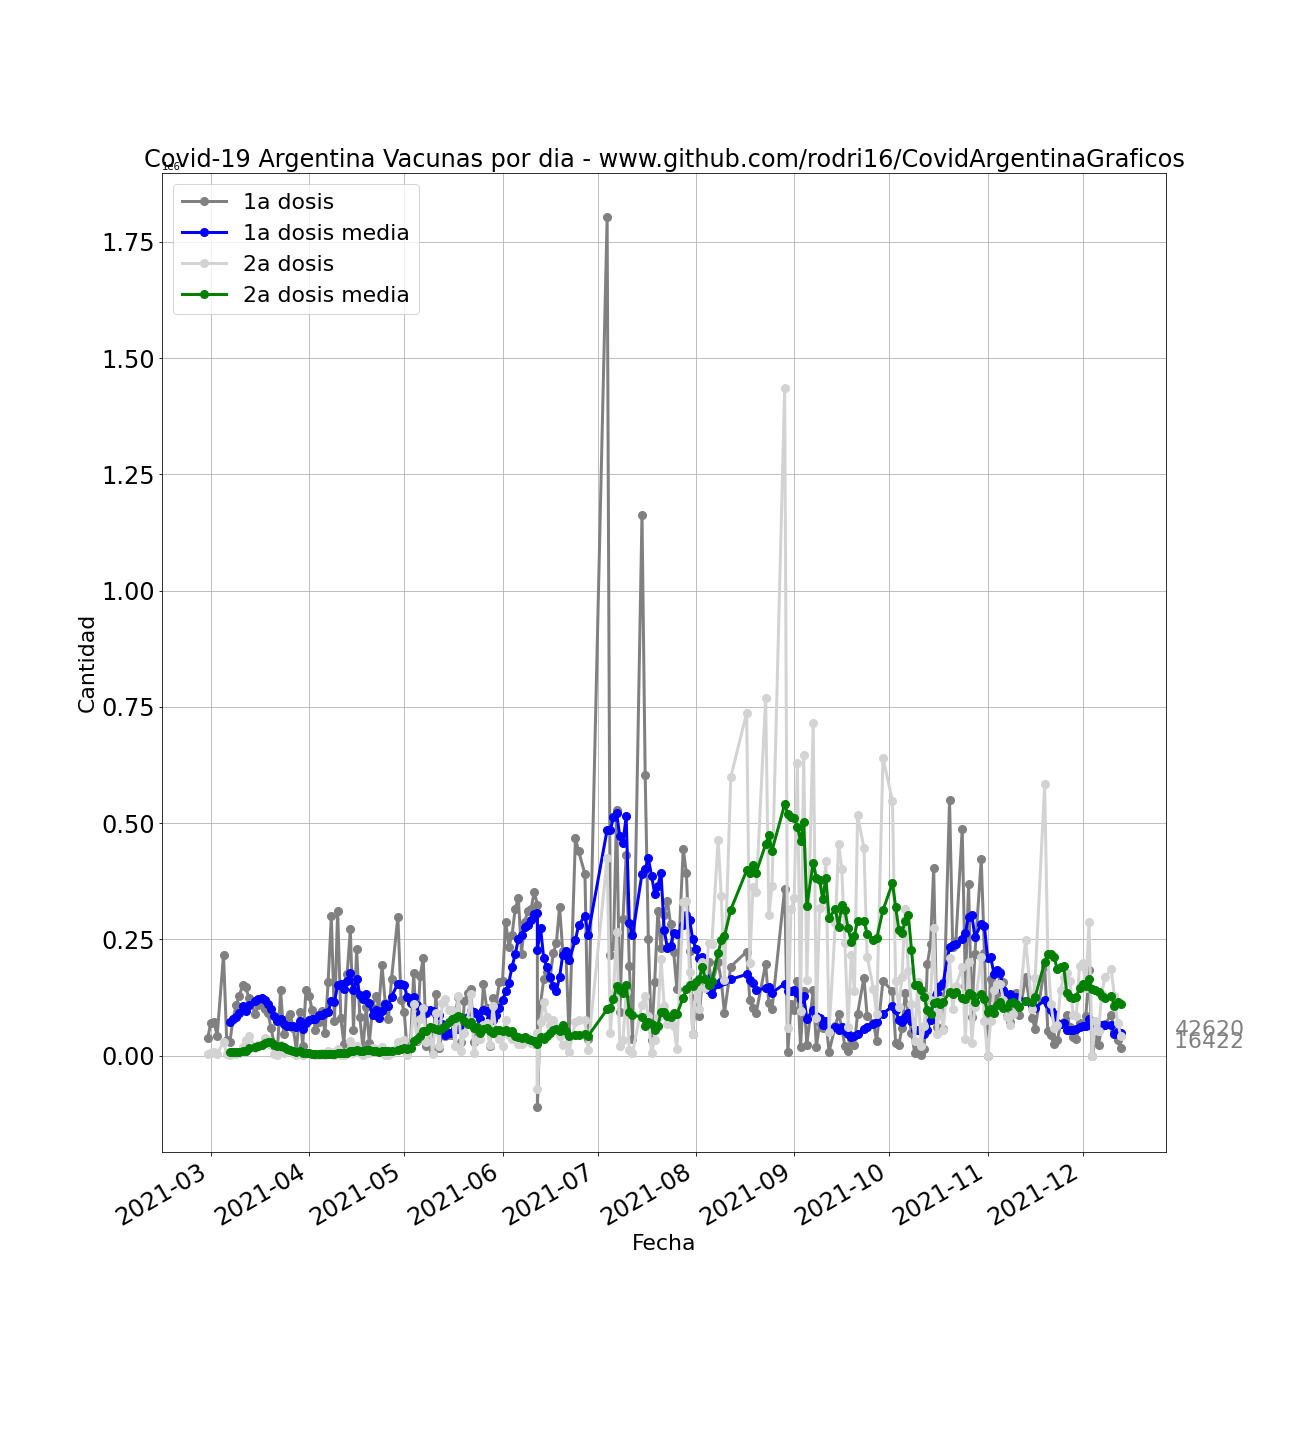 Covid-19 Argentina Vacunas por dia - www.github.com/rodri16/CovidArgentinaGraficos
1e6
1a dosis
1a dosis media
2a dosis
2a dosis media
1.75
1.50
1.25
1.00
0.75
0.50
0.25
0.00
Cantidad
42620
16422
2021-03
2021-04
2021-05
2021-06
2021-07
2021-08
2021-09
2021-10
2021-11
2021-12
Fecha